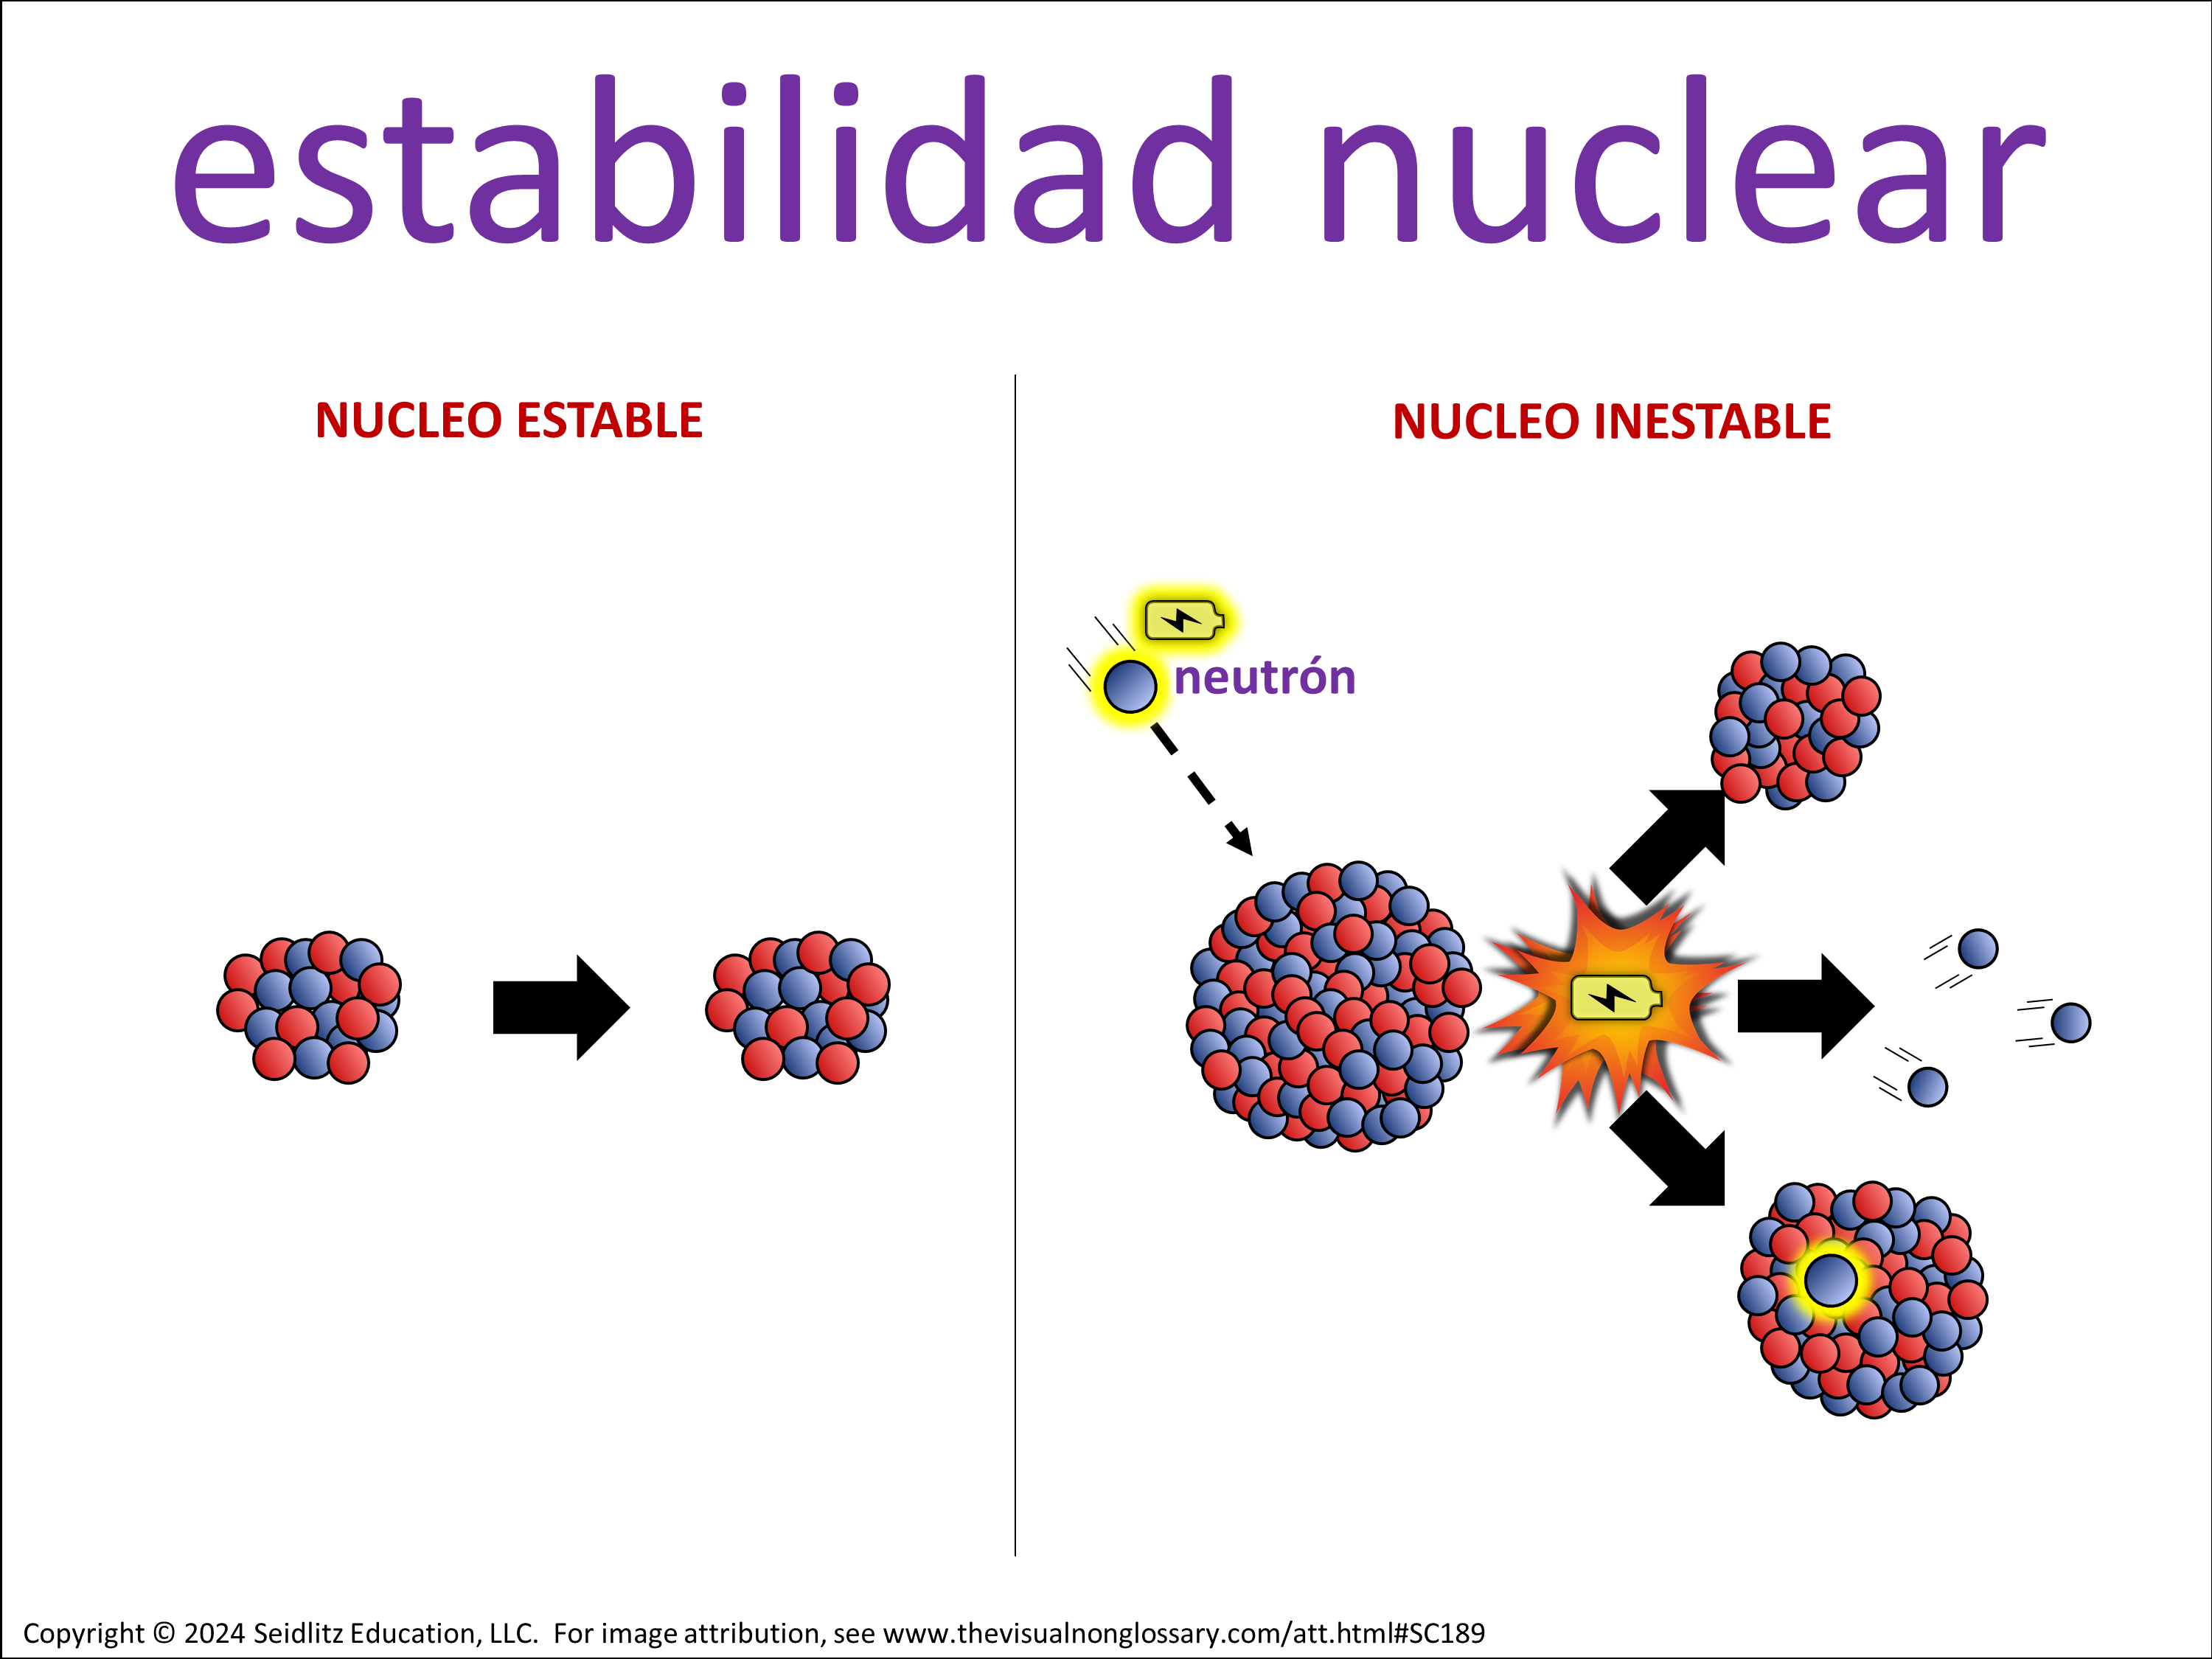 estabilidad nuclear
NUCLEO ESTABLE
NUCLEO INESTABLE
neutrón
Copyright © 2024 Seidlitz Education, LLC.  For image attribution, see www.thevisualnonglossary.com/att.html#SC189